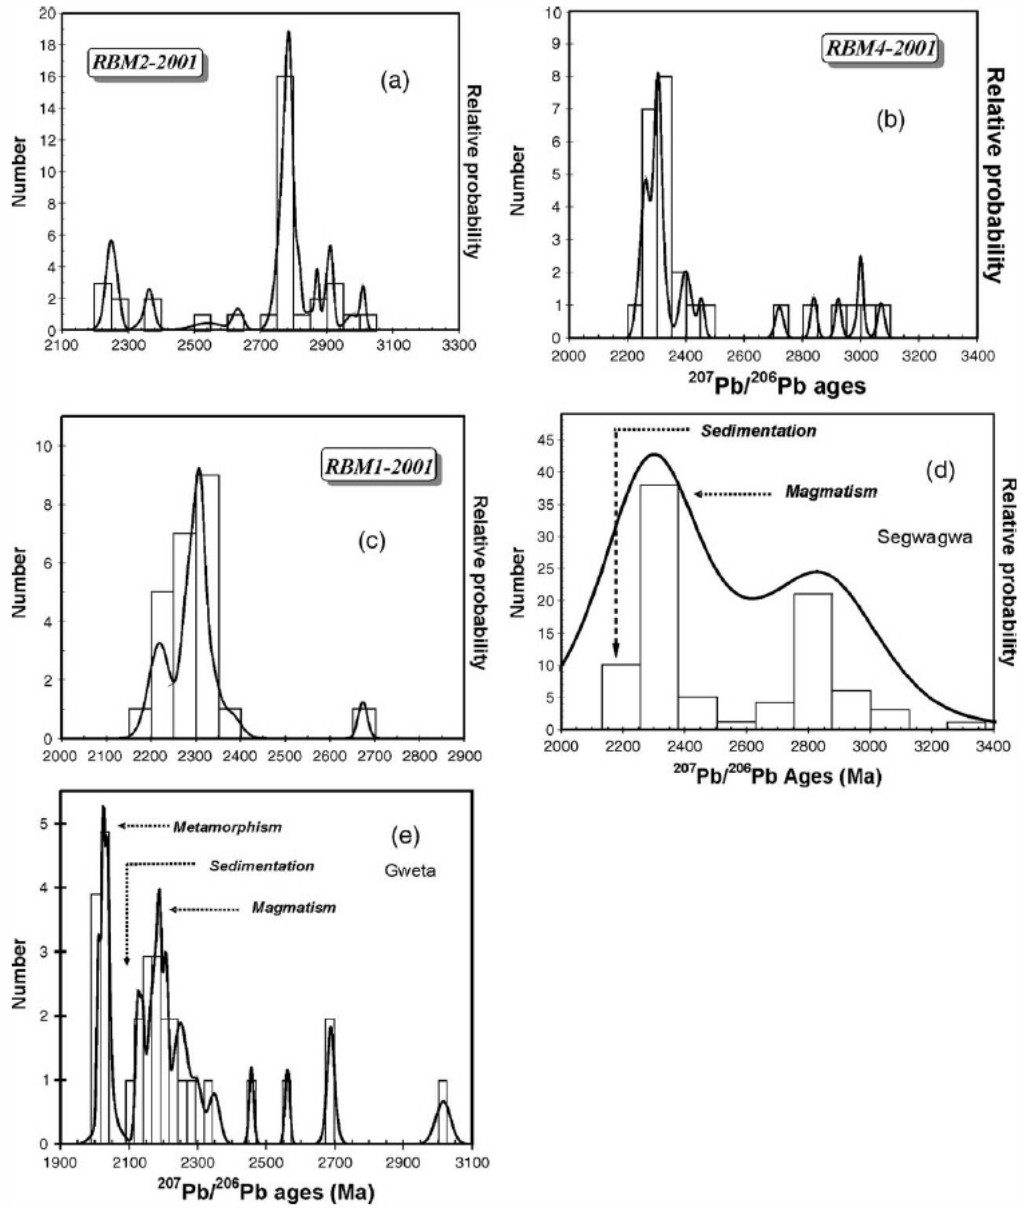 RBM2-2001
(a)
Number
Relative probability
20
18
16
14
12
10
8
6
4
2
0
2100 2300 2500 2700 2900 3100 3300
RBM4-2001
(b)
Number
Relative probability
10
9
8
7
6
5
4
3
2
1
0
2000 2200 2400 2600 2800 3000 3200 3400
207Pb/206Pb ages
RBM1-2001
(c)
Number
Relative probability
10
8
6
4
2
0
2000 2100 2200 2300 2400 2500 2600 2700 2800 2900
Sedimentation
(d)
Magmatism
Segwagwa
Number
Relative probability
45
40
35
30
25
20
15
10
5
0
2000 2200 2400 2600 2800 3000 3200 3400
207Pb/206Pb Ages (Ma)
Metamorphism
(e)
Sedimentation
Gweta
Magmatism
Number
5
4
3
2
1
0
1900 2100 2300 2500 2700 2900 3100
207Pb/206Pb ages (Ma)